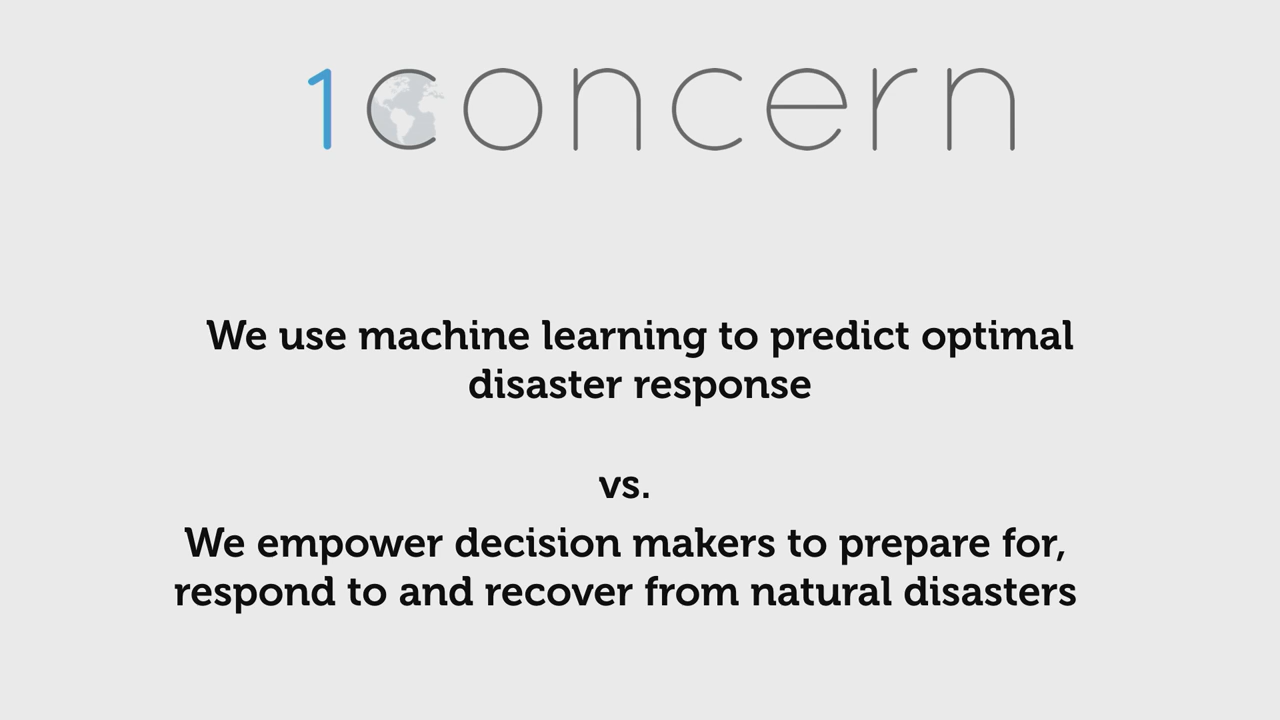 1concern
We use machine learning to predict optimal
disaster response
vs.
We empower decision makers to prepare for,
respond to and recover from natural disasters